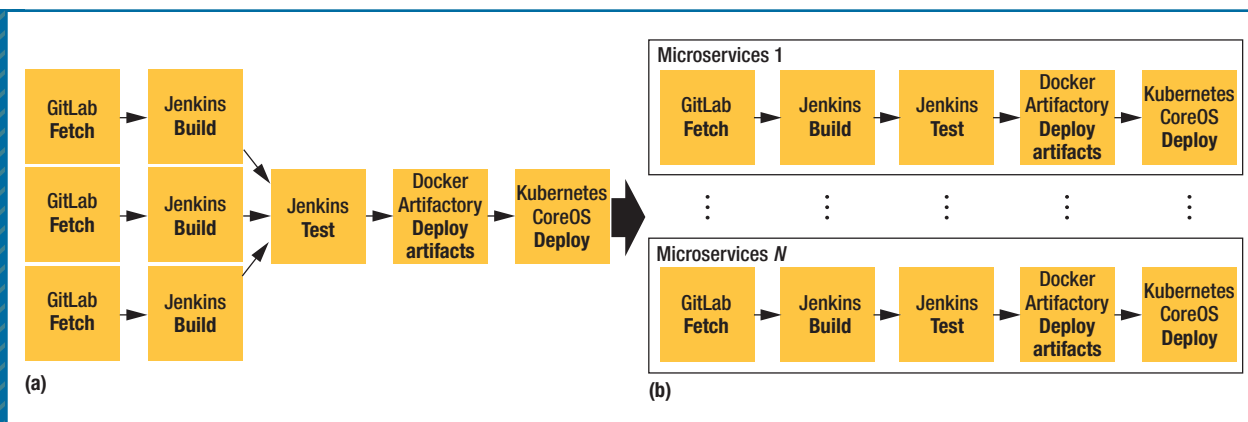 GitLab
Fetch
Jenkins
Build
GitLab
Fetch
Jenkins
Build
GitLab
Fetch
Jenkins
Build
Jenkins
Test
Docker
Artifactory
Deploy
artifacts
Kubernetes
CoreOS
Deploy
(a)
Microservices 1
GitLab
Fetch
Jenkins
Build
Jenkins
Test
Docker
Artifactory
Deploy
artifacts
Kubernetes
CoreOS
Deploy
Microservices N
GitLab
Fetch
Jenkins
Build
Jenkins
Test
Docker
Artifactory
Deploy
artifacts
Kubernetes
CoreOS
Deploy
(b)